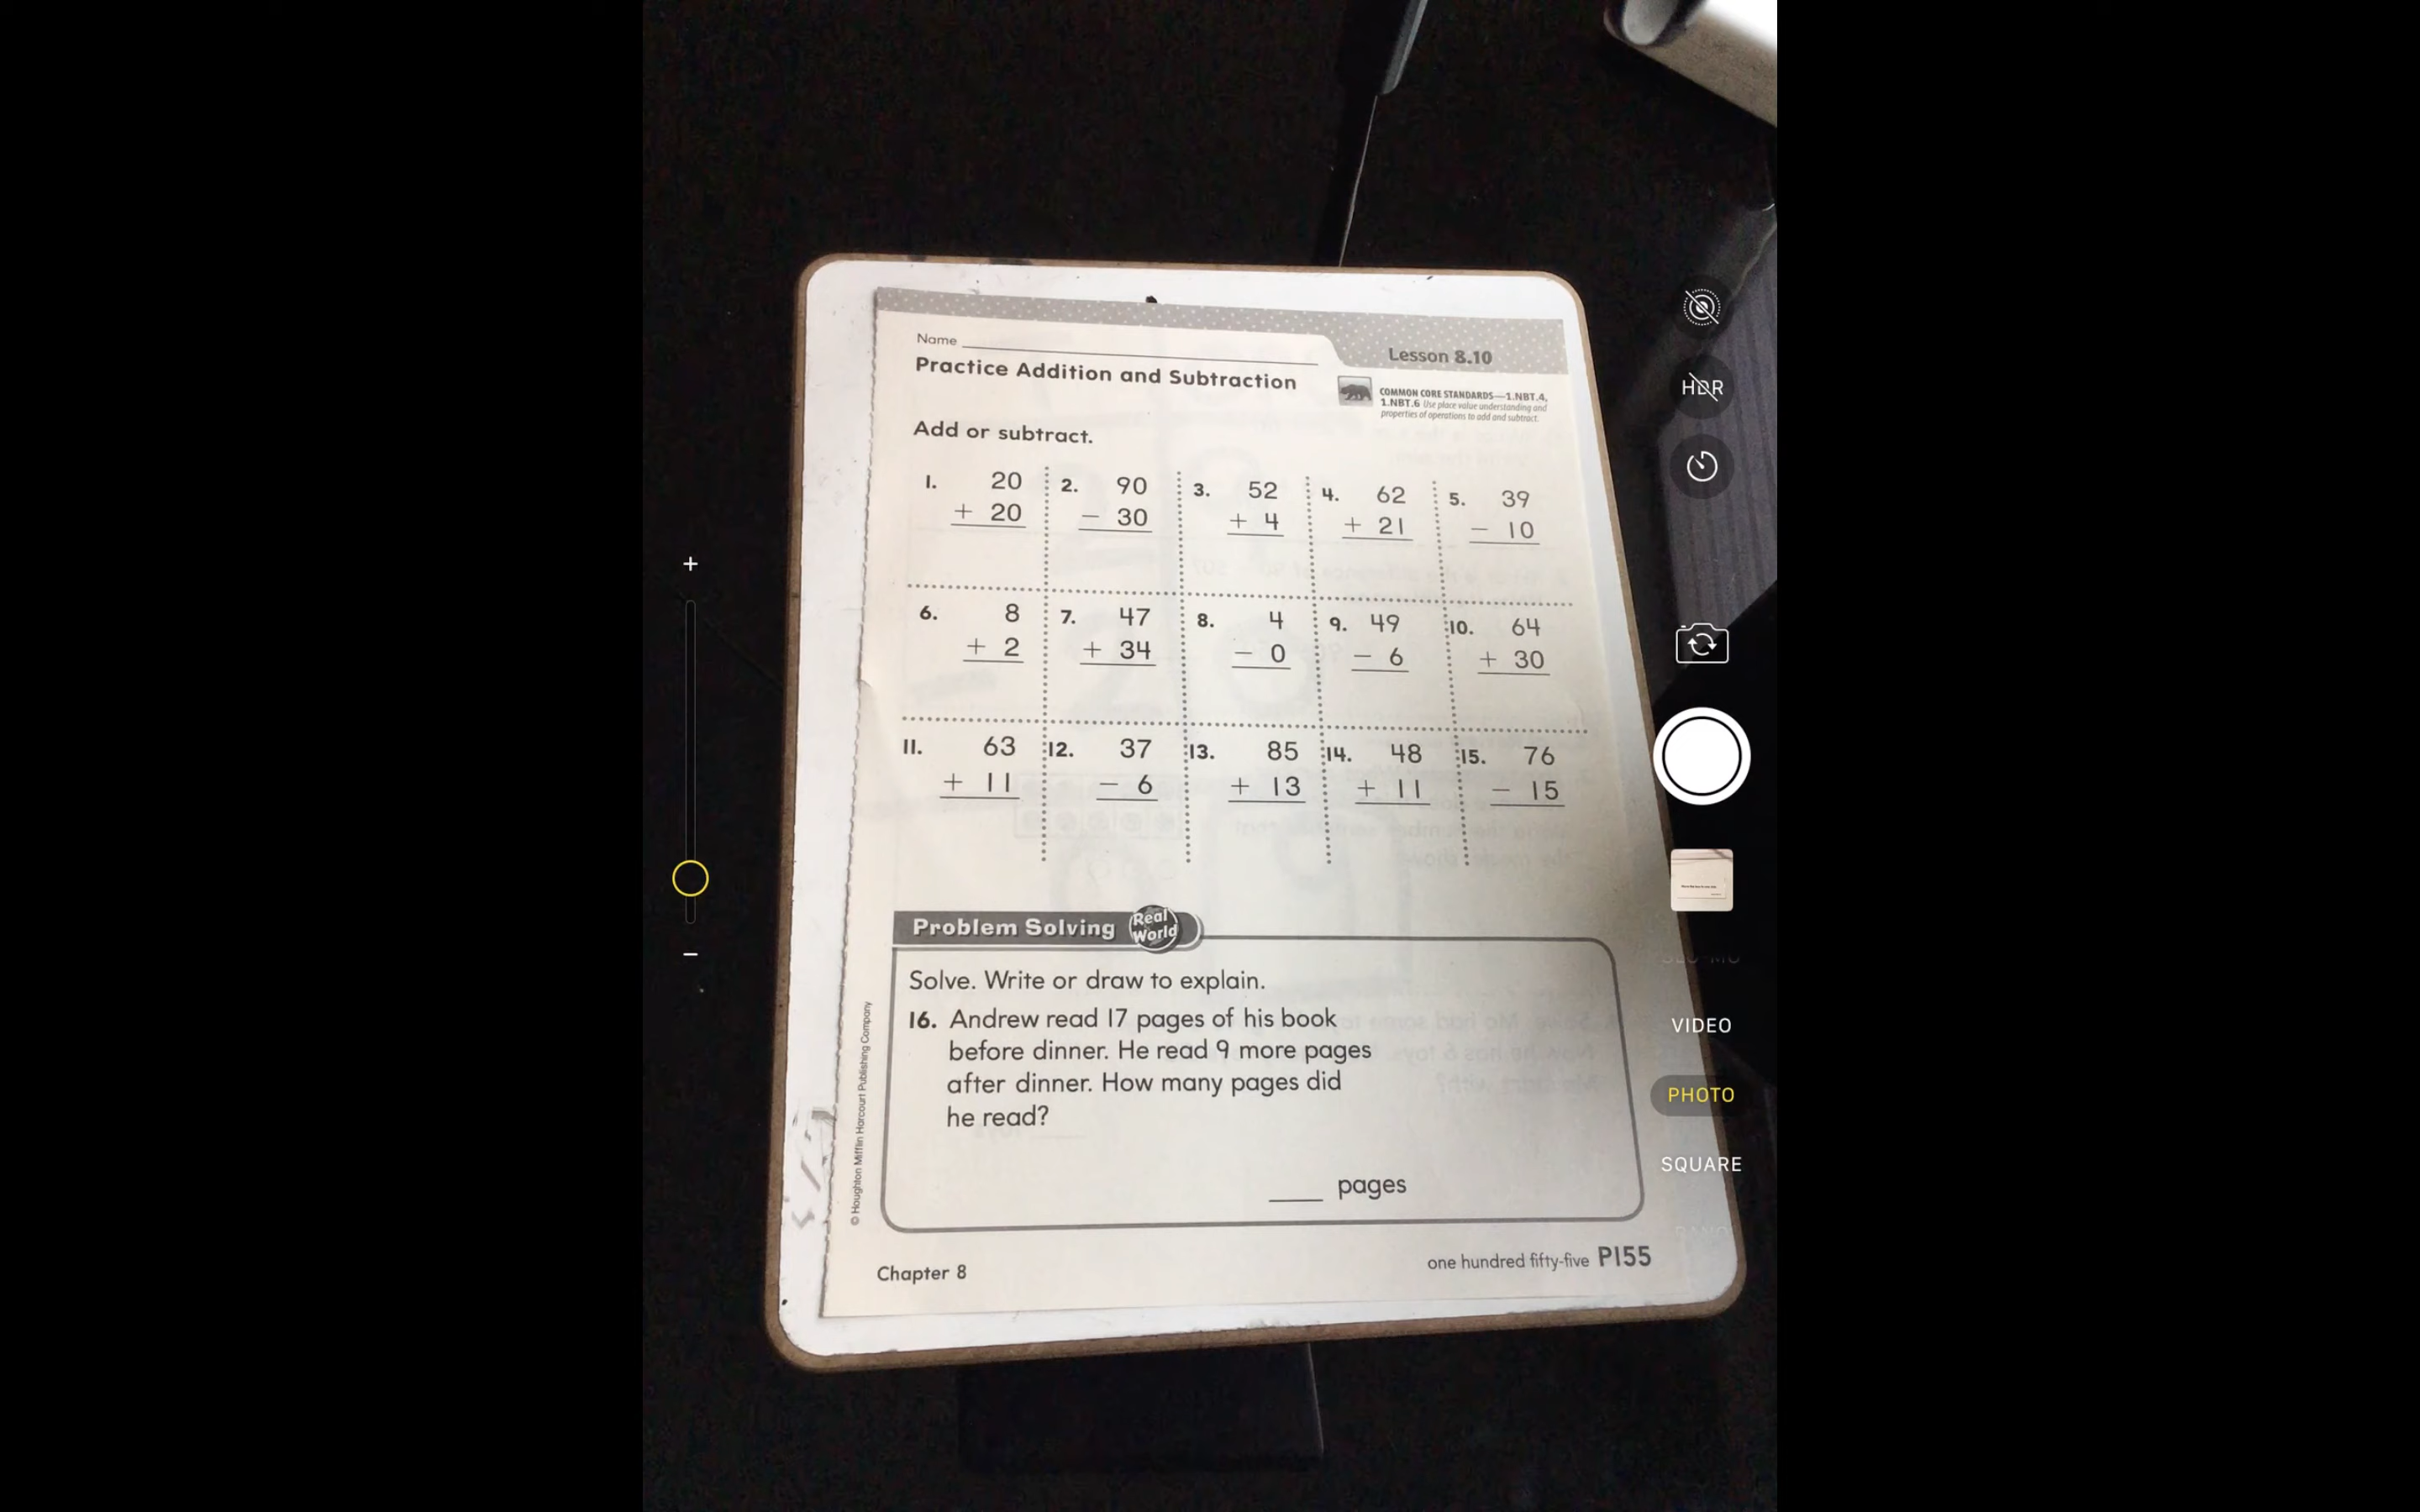 Name
Lesson 8.10
Practice Addition and Subtraction
COMMON CORE STANDARDS—1.NBT.4,
1.NBT.6 Use place value understanding and
properties of operations to add and subtract.
Add or subtract.
1. 20 2. 90 3. 52 4. 62 5. 39
+ 20 − 30 + 4 + 21 − 10
6. 8 7. 47 8. 4 9. 49 10. 64
+ 2 + 34 − 0 − 6 + 30
11. 63 12. 37 13. 85 14. 48 15. 76
+ 11 − 6 + 13 + 11 − 15
Problem Solving Real World
Solve. Write or draw to explain.
16. Andrew read 17 pages of his book
before dinner. He read 9 more pages
after dinner. How many pages did
he read?
____ pages
© Houghton Mifflin Harcourt Publishing Company
Chapter 8
one hundred fifty-five P155
HDR
VIDEO
PHOTO
SQUARE